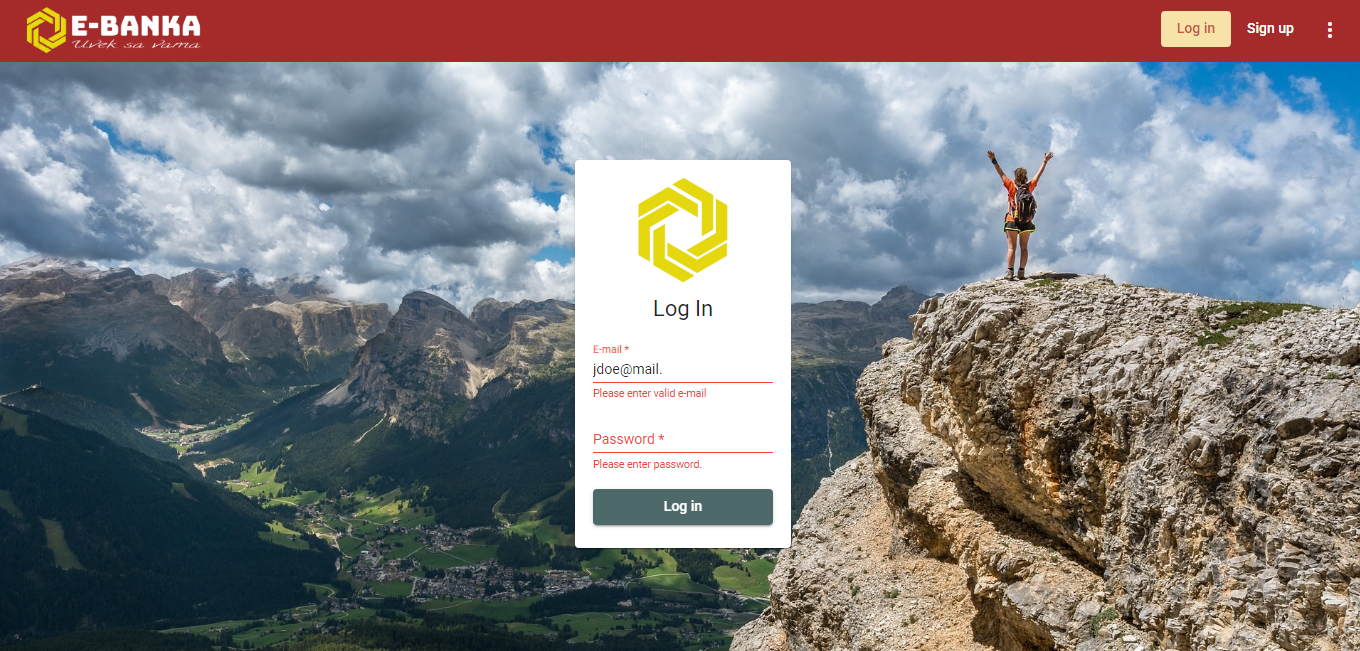 E-BANKA
Uvek sa vama
Log in
Sign up
Log In
E-mail *
jdoe@mail.
Please enter valid e-mail
Password *
Please enter password.
Log in